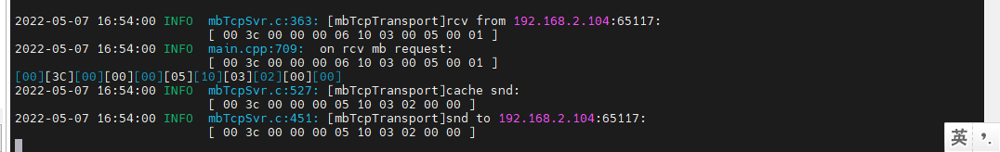 2022-05-07 16:54:00 INFO  mbTcpSvr.c:363: [mbTcpTransport]rcv from 192.168.2.104:65117:
[ 00 3c 00 00 00 06 10 03 00 05 00 01 ]
2022-05-07 16:54:00 INFO  main.cpp:709:  on rcv mb request:
[ 00 3c 00 00 00 06 10 03 00 05 00 01 ]
[00][3C][00][00][00][05][10][03][02][00][00]
2022-05-07 16:54:00 INFO  mbTcpSvr.c:527: [mbTcpTransport]cache snd:
[ 00 3c 00 00 00 05 10 03 02 00 00 ]
2022-05-07 16:54:00 INFO  mbTcpSvr.c:451: [mbTcpTransport]snd to 192.168.2.104:65117:
[ 00 3c 00 00 00 05 10 03 02 00 00 ]
英 ’.